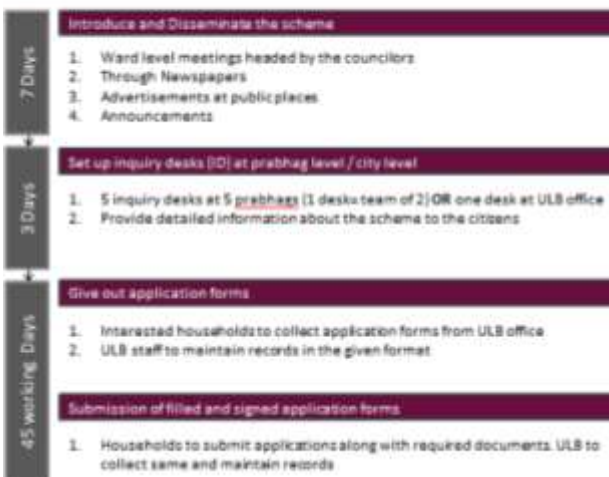 7 Days
Introduce and Disseminate the scheme
1. Ward level meetings headed by the councilors
2. Through Newspapers
3. Advertisements at public places
4. Announcements
3 Days
Set up inquiry desks (ID) at prabhag level / city level
1. 5 inquiry desks at 5 prabhags (1 desk= team of 2) OR one desk at ULB office
2. Provide detailed information about the scheme to the citizens
45 working Days
Give out application forms
1. Interested households to collect application forms from ULB office
2. ULB staff to maintain records in the given format
Submission of filled and signed application forms
1. Households to submit applications along with required documents. ULB to
collect same and maintain records